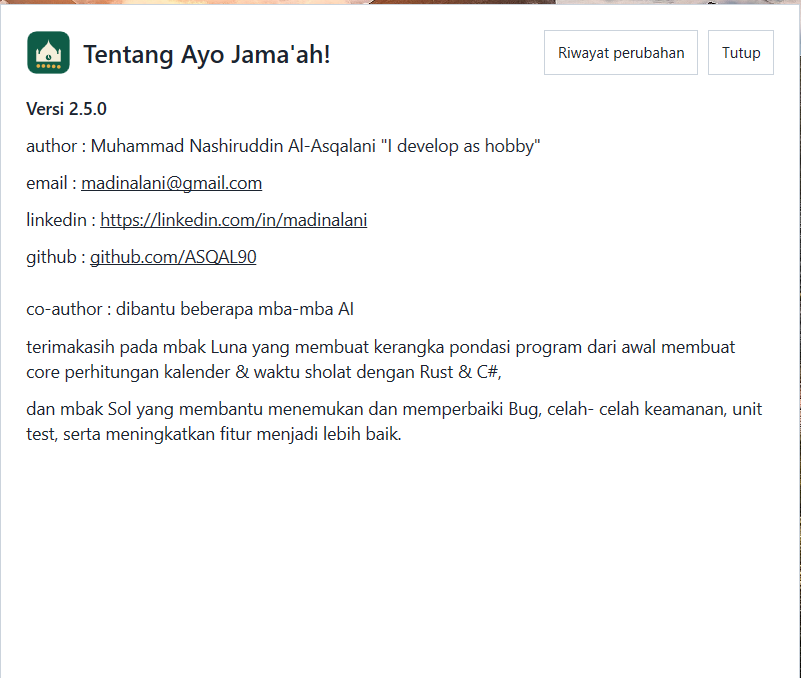 Tentang Ayo Jama'ah!
Riwayat perubahan
Tutup
Versi 2.5.0
author : Muhammad Nashiruddin Al-Asqalani "I develop as hobby"
email : madinalani@gmail.com
linkedin : https://linkedin.com/in/madinalani
github : github.com/ASQAL90
co-author : dibantu beberapa mba-mba AI
terimakasih pada mbak Luna yang membuat kerangka pondasi program dari awal membuat
core perhitungan kalender & waktu sholat dengan Rust & C#,
dan mbak Sol yang membantu menemukan dan memperbaiki Bug, celah- celah keamanan, unit
test, serta meningkatkan fitur menjadi lebih baik.